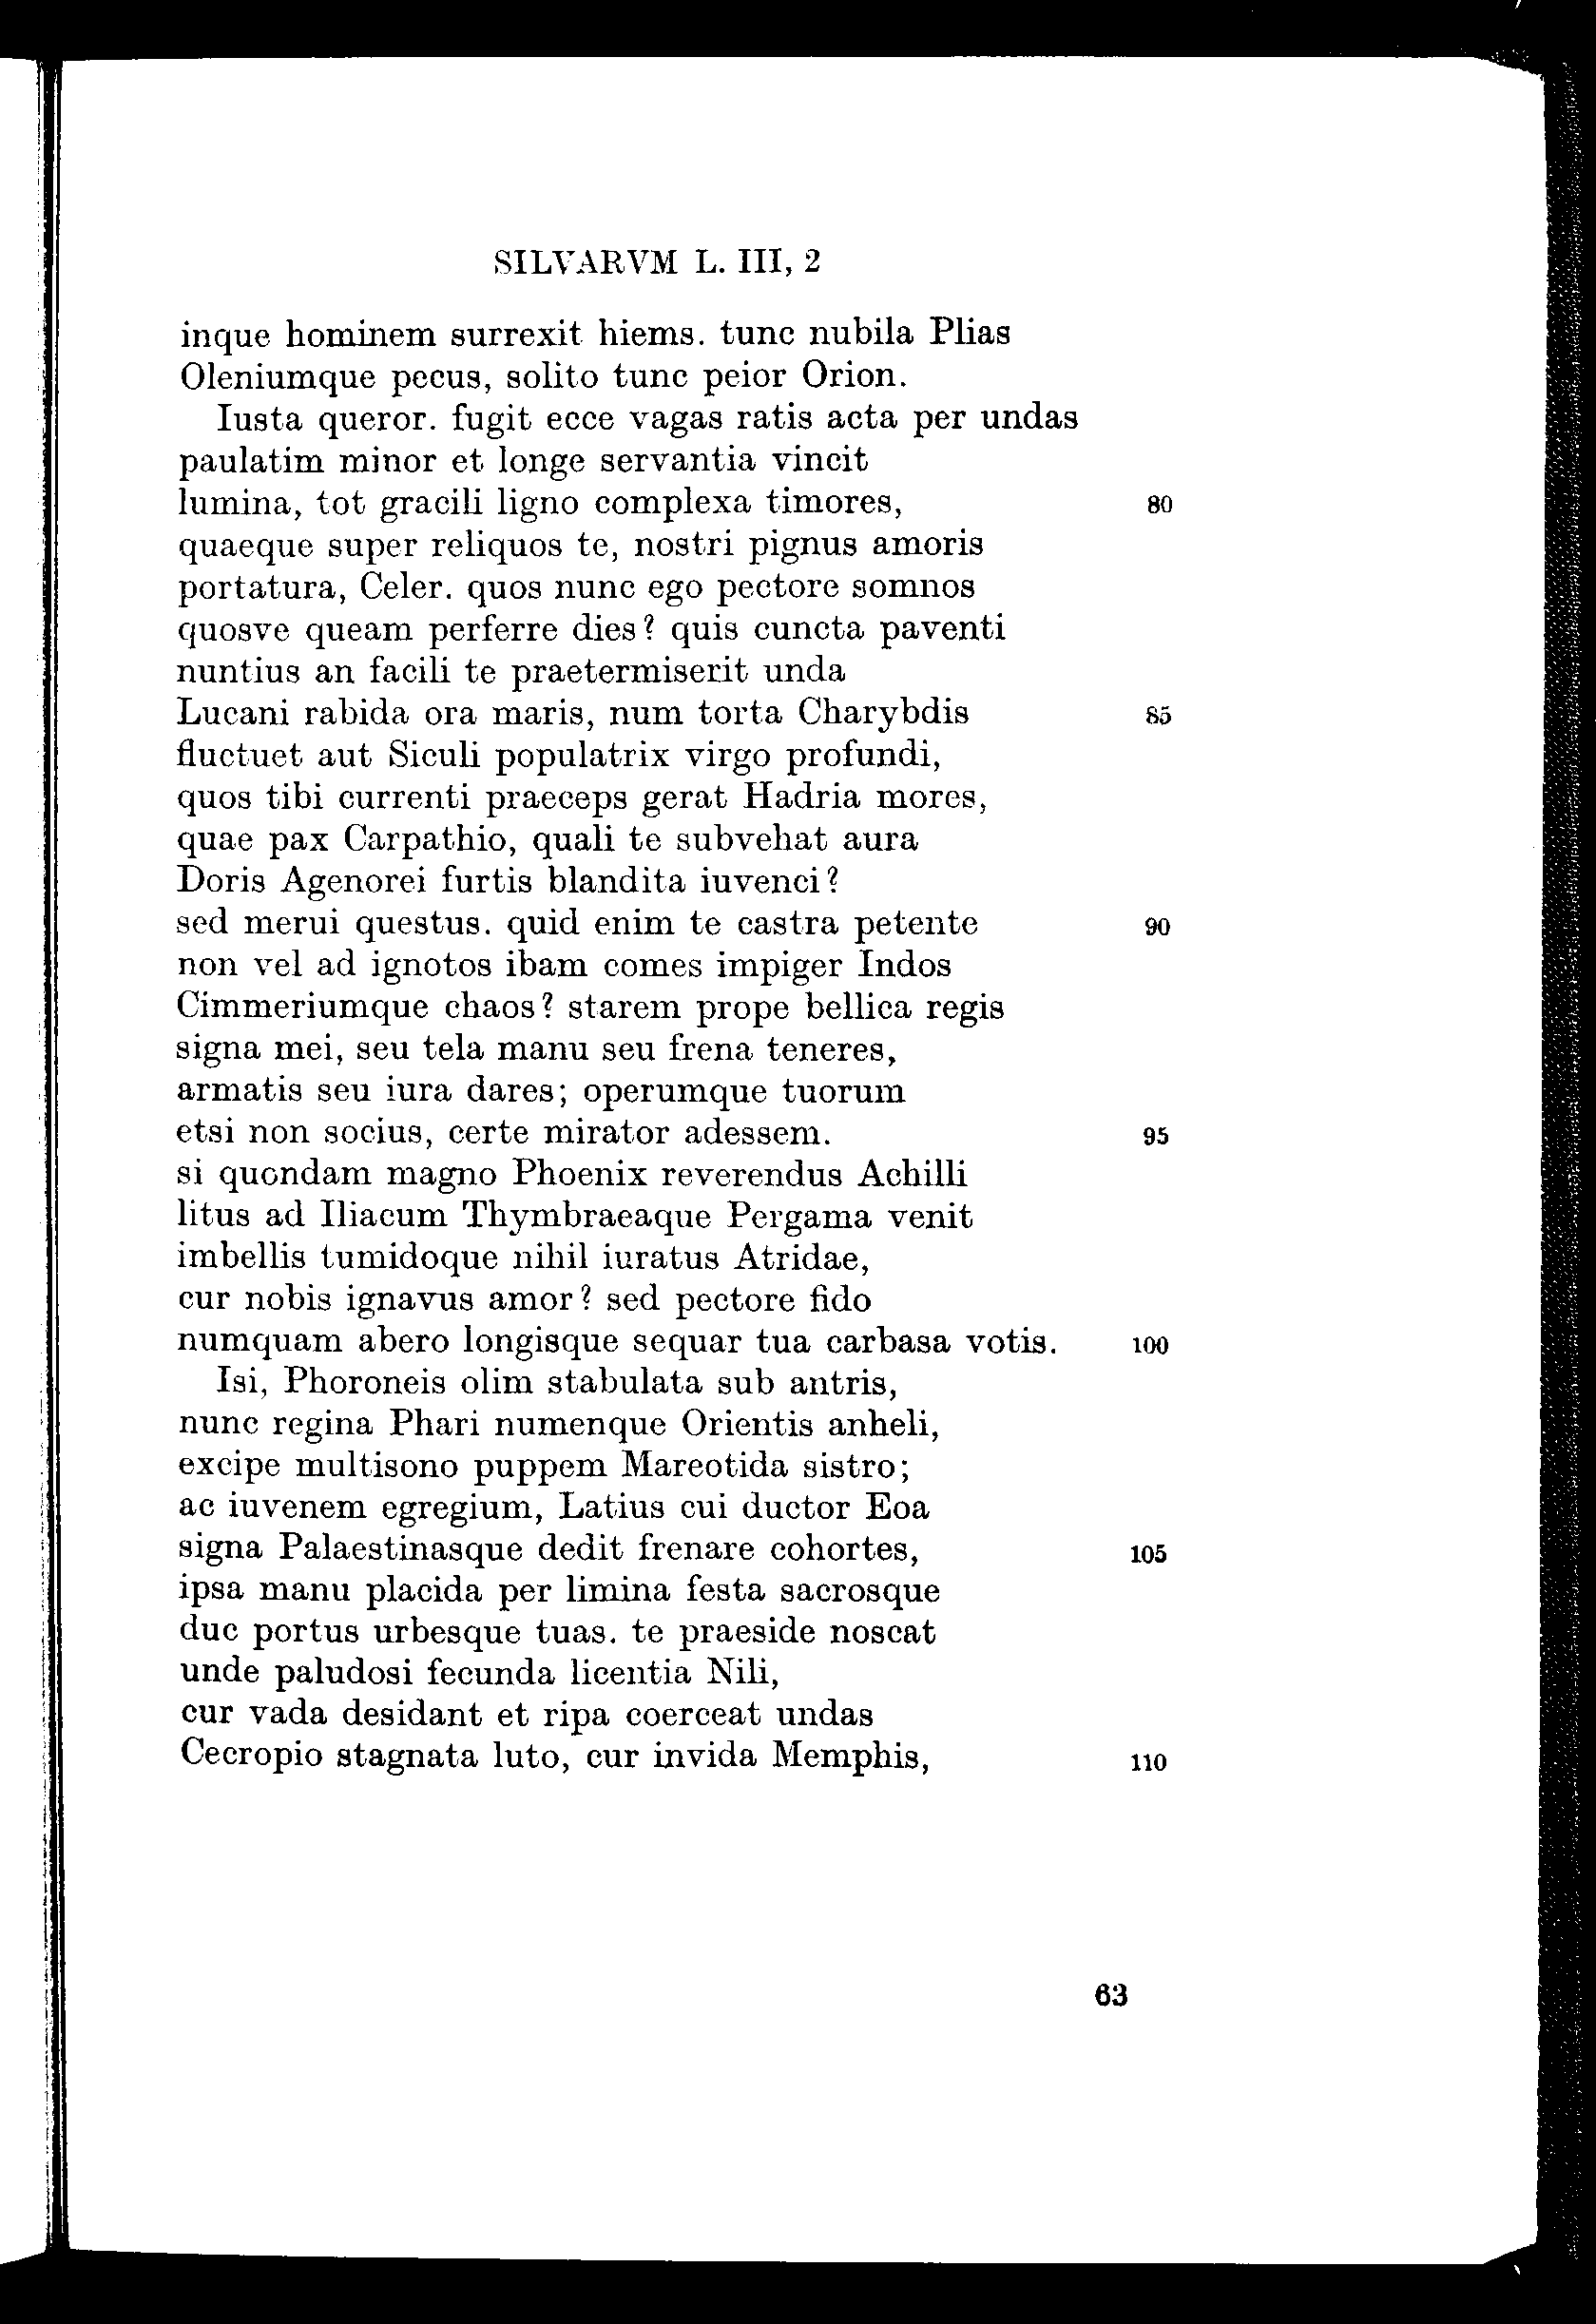 SILVARVM L. III, 2
inque hominem surrexit hiems. tunc nubila Plias
Oleniumque pecus, solito tunc peior Orion.
Iusta queror. fugit ecce vagas ratis acta per undas
paulatim minor et longe servantia vincit
lumina, tot gracili ligno complexa timores, 80
quaeque super reliquos te, nostri pignus amoris
portatura, Celer. quos nunc ego pectore somnos
quosve queam perferre dies? quis cuncta paventi
nuntius an facili te praetermiserit unda
Lucani rabida ora maris, num torta Charybdis 85
fluctuet aut Siculi populatrix virgo profundi,
quos tibi currenti praeceps gerat Hadria mores,
quae pax Carpathio, quali te subvehat aura
Doris Agenorei furtis blandita iuvenci?
sed merui questus. quid enim te castra petente 90
non vel ad ignotos ibam comes impiger Indos
Cimmeriumque chaos? starem prope bellica regis
signa mei, seu tela manu seu frena teneres,
armatis seu iura dares; operumque tuorum
etsi non socius, certe mirator adessem. 95
si quondam magno Phoenix reverendus Achilli
litus ad Iliacum Thymbraeaque Pergama venit
imbellis tumidoque nihil iuratus Atridae,
cur nobis ignavus amor? sed pectore fido
numquam abero longisque sequar tua carbasa votis. 100
Isi, Phoroneis olim stabulata sub antris,
nunc regina Phari numenque Orientis anheli,
excipe multisono puppem Mareotida sistro;
ac iuvenem egregium, Latius cui ductor Eoa
signa Palaestinasque dedit frenare cohortes, 105
ipsa manu placida per limina festa sacrosque
duc portus urbesque tuas. te praeside noscat
unde paludosi fecunda licentia Nili,
cur vada desidant et ripa coerceat undas
Cecropio stagnata luto, cur invida Memphis, 110
63